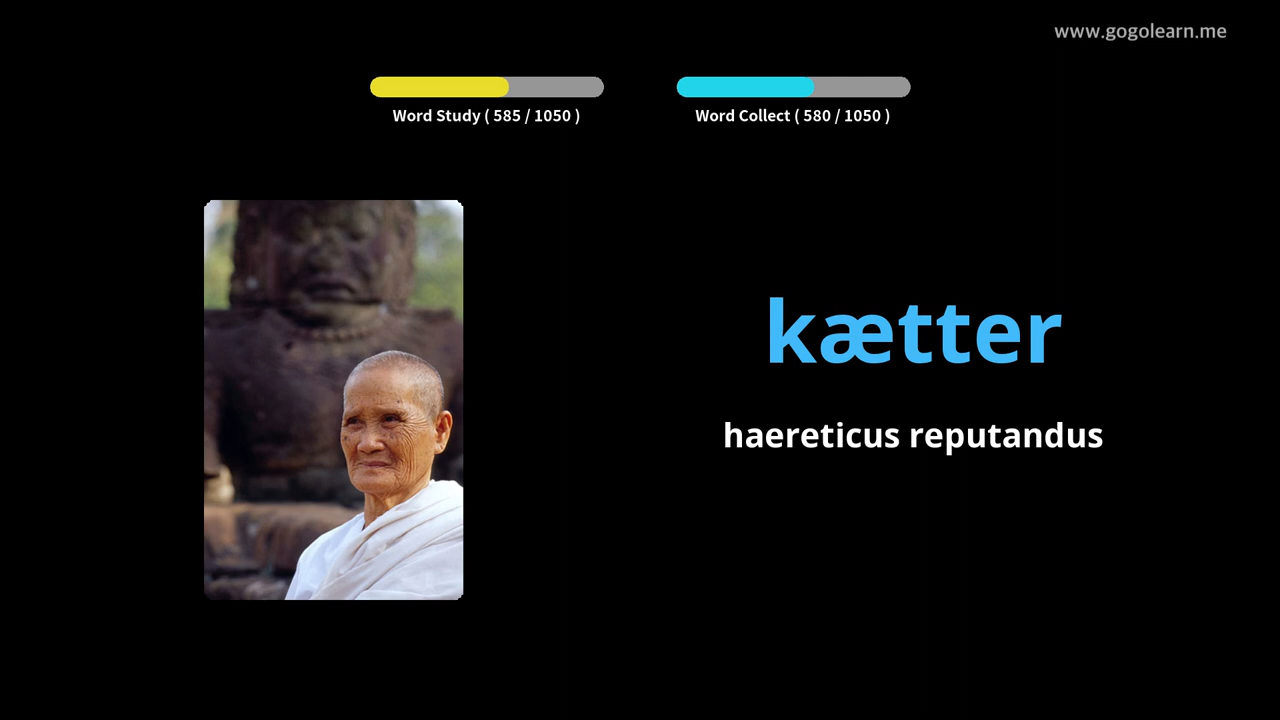 www.gogolearn.me
Word Study ( 585 / 1050 )
Word Collect ( 580 / 1050 )
kætter
haereticus reputandus